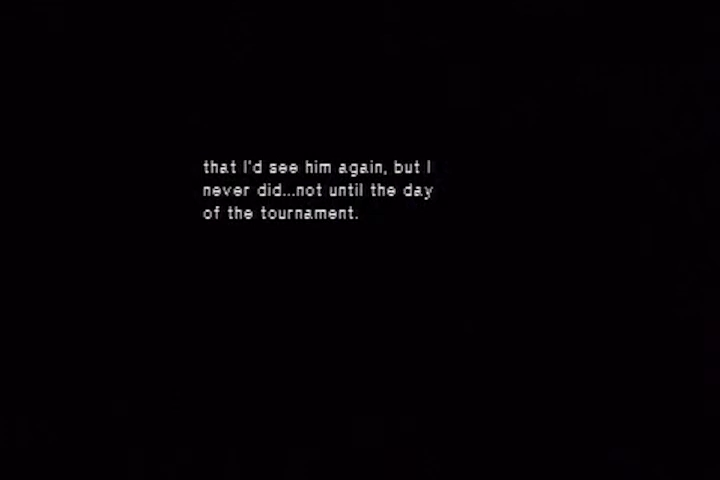 that I'd see him again, but I
never did...not until the day
of the tournament.